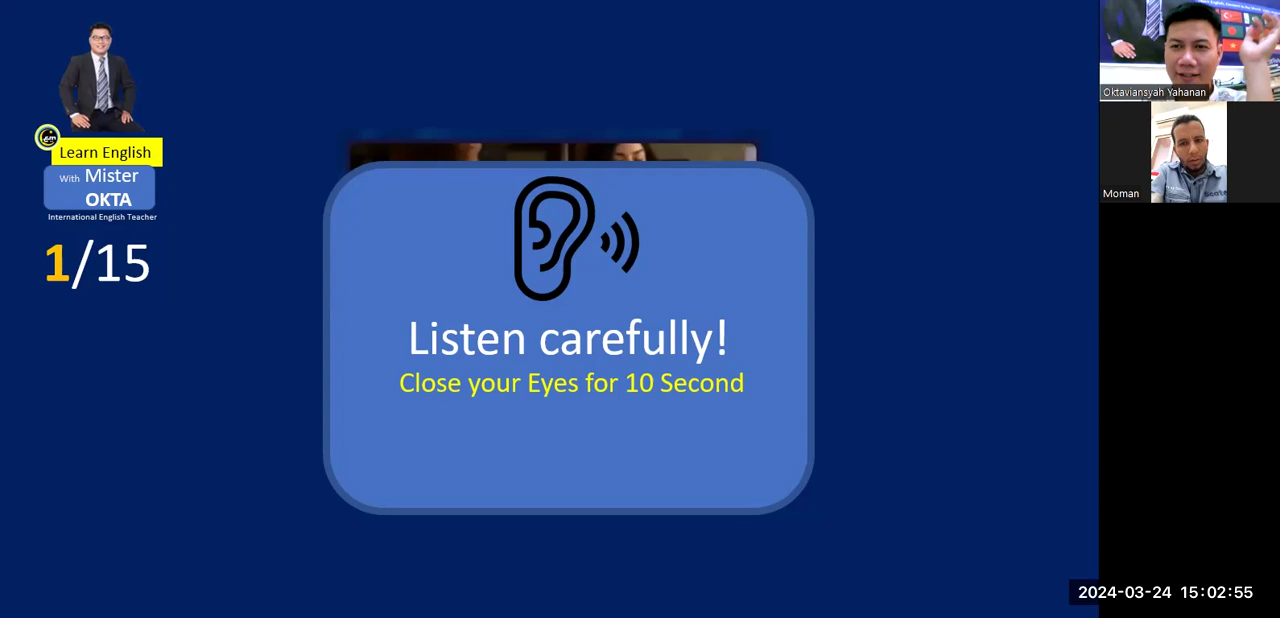 Learn English
With Mister
OKTA
International English Teacher
1/15
Listen carefully!
Close your Eyes for 10 Second
Oktaviansyah Yahanan
Moman
2024-03-24 15:02:55